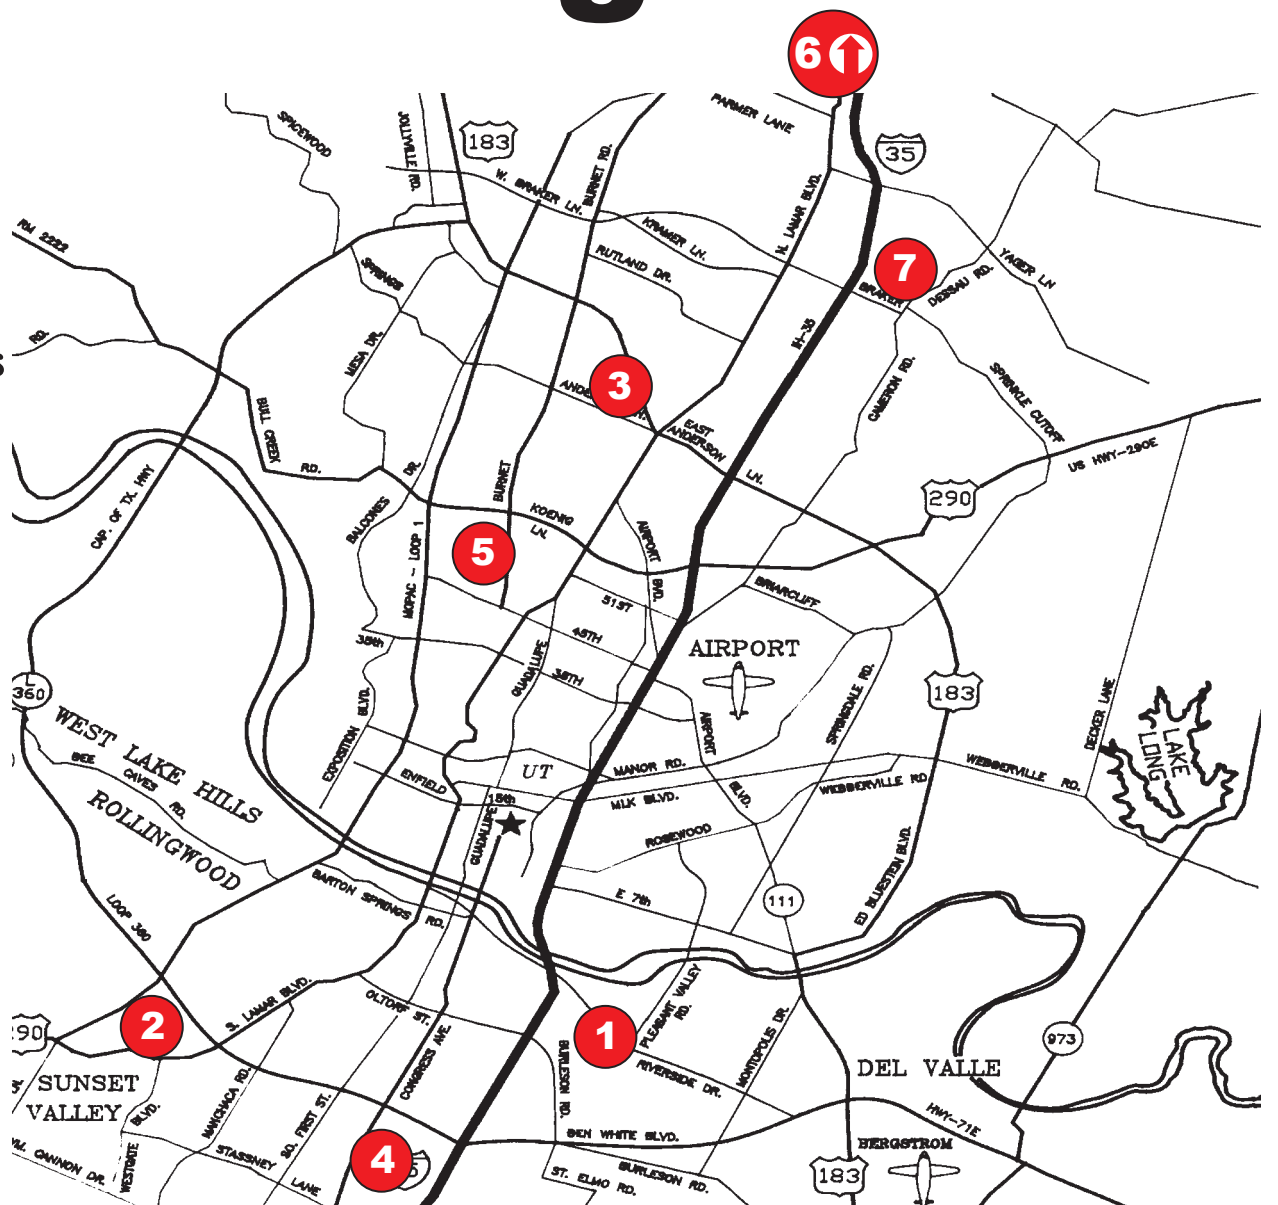 6
PARMER LANE
SPICEWOOD
JOLLYVILLE RD.
183
35
BURNET RD.
W. BRAKER LN.
N. LAMAR BLVD.
KRAMER LN.
RUTLAND DR.
RM 2222
SPRINGS
7
YAGER LN
DESSAU RD.
BRAKER
RD.
MESA DR.
IH-35
3
CAMERON RD.
SPRINKLE CUTOFF
BULL CREEK
RD.
EAST
ANDERSON
LN.
US HWY-290E
290
CAP. OF TX. HWY
DR.
BALCONES
BURNET
KOENIG
LN.
AIRPORT
BLVD.
MOPAC - LOOP 1
5
BRIARCLIFF
51ST
45TH
35th
38TH
GUADALUPE
AIRPORT
L
360
183
WEST LAKE HILLS
BEE
CAVES
RD.
ROLLINGWOOD
EXPOSITION BLVD.
ENFIELD
UT
MANOR RD.
AIRPORT
BLVD.
SPRINGDALE RD.
DECKER LANE
LAKE
LONG
WEBBERVILLE RD.
WEBBERVILLE RD
MLK BLVD.
15th
GUADALUPE
ROSEWOOD
ED BLUESTEIN BLVD.
E 7th
111
BARTON SPRINGS
RD.
LOOP 360
S. LAMAR BLVD.
OLTORF ST.
2
290
1
PLEASANT VALLEY
RD.
MONTOPOLIS DR.
RIVERSIDE DR.
BURLESON RD.
CONGRESS AVE.
973
DEL VALLE
HWY-71E
SUNSET
VALLEY
BLVD.
WESTGATE
MANCHACA RD.
SO. FIRST ST.
STASSNEY
LANE
4
BEN WHITE BLVD.
BURLESON RD.
ST. ELMO RD.
183
BERGSTROM
WM. CANNON DR.